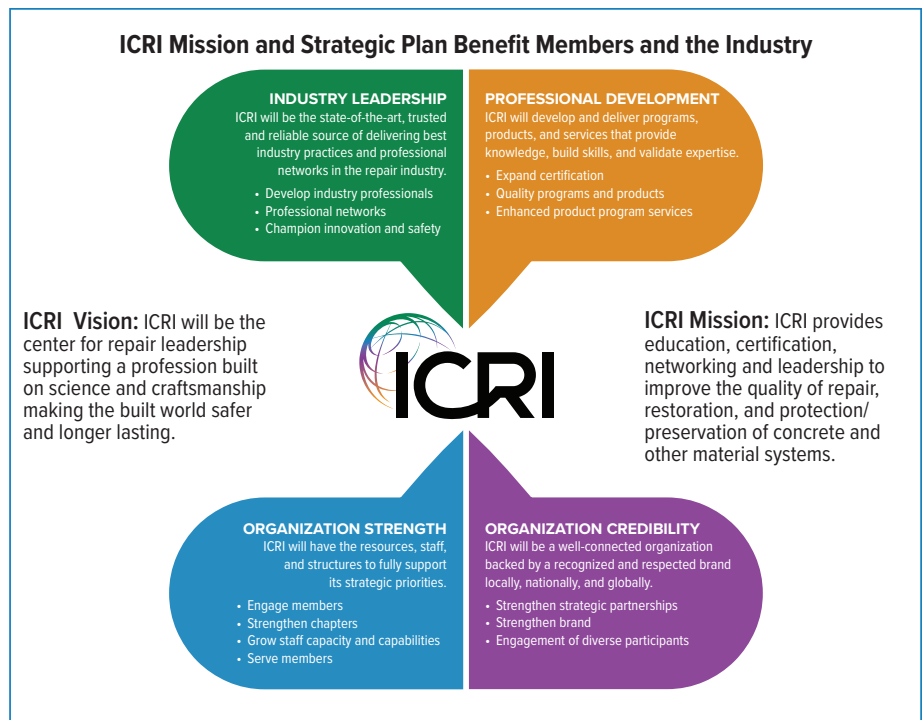 ICRI Mission and Strategic Plan Benefit Members and the Industry
INDUSTRY LEADERSHIP
ICRI will be the state-of-the-art, trusted
and reliable source of delivering best
industry practices and professional
networks in the repair industry.
• Develop industry professionals
• Professional networks
• Champion innovation and safety
PROFESSIONAL DEVELOPMENT
ICRI will develop and deliver programs,
products, and services that provide
knowledge, build skills, and validate expertise.
• Expand certification
• Quality programs and products
• Enhanced product program services
ICRI Vision: ICRI will be the
center for repair leadership
supporting a profession built
on science and craftsmanship
making the built world safer
and longer lasting.
ICRI
ICRI Mission: ICRI provides
education, certification,
networking and leadership to
improve the quality of repair,
restoration, and protection/
preservation of concrete and
other material systems.
ORGANIZATION STRENGTH
ICRI will have the resources, staff,
and structures to fully support
its strategic priorities.
• Engage members
• Strengthen chapters
• Grow staff capacity and capabilities
• Serve members
ORGANIZATION CREDIBILITY
ICRI will be a well-connected organization
backed by a recognized and respected brand
locally, nationally, and globally.
• Strengthen strategic partnerships
• Strengthen brand
• Engagement of diverse participants